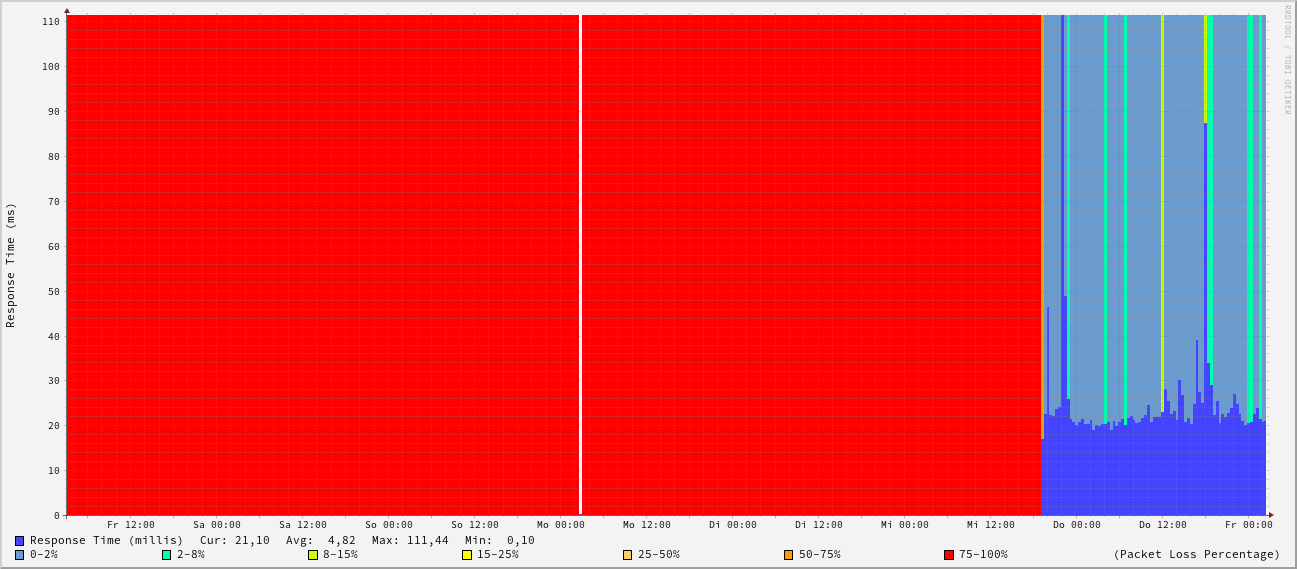 RRDTOOL / TOBI OETIKER
Response Time (ms)
110
100
90
80
70
60
50
40
30
20
10
0
Fr 12:00 Sa 00:00 Sa 12:00 So 00:00 So 12:00 Mo 00:00 Mo 12:00 Di 00:00 Di 12:00 Mi 00:00 Mi 12:00 Do 00:00 Do 12:00 Fr 00:00
Response Time (millis) Cur: 21,10 Avg: 4,82 Max: 111,44 Min: 0,10
0-2% 2-8% 8-15% 15-25% 25-50% 50-75% 75-100% (Packet Loss Percentage)